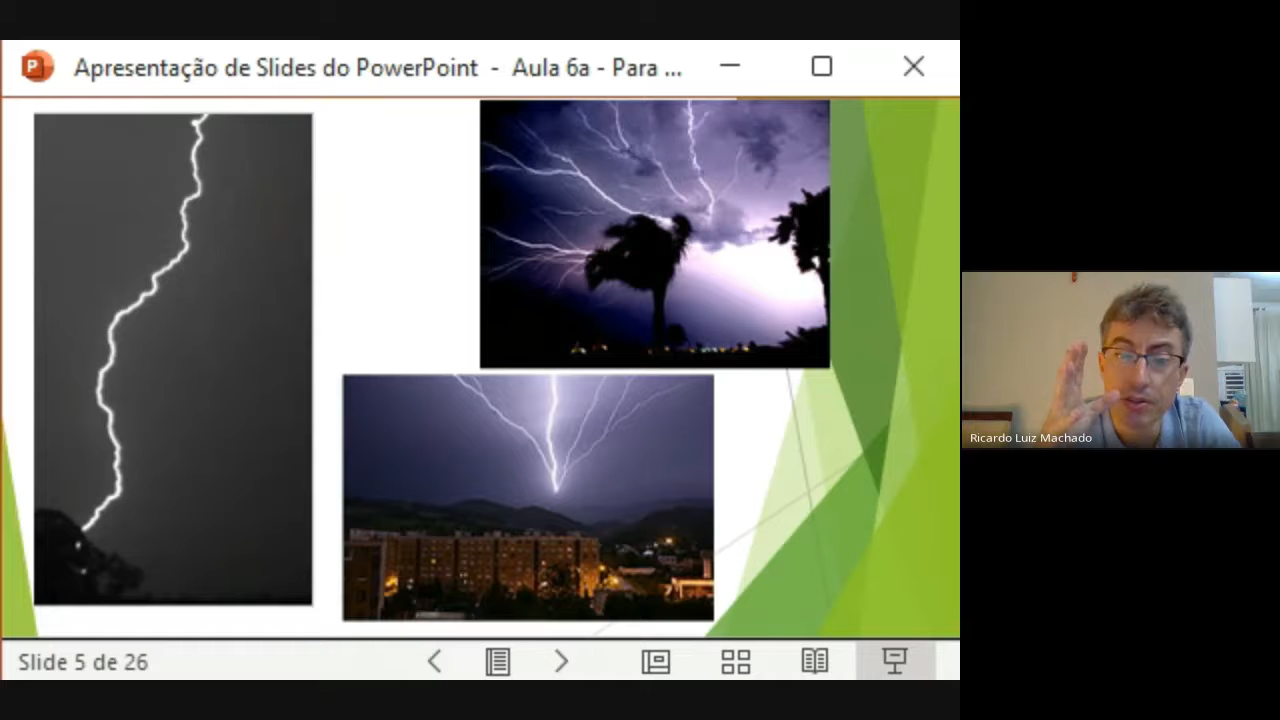 Apresentação de Slides do PowerPoint - Aula 6a - Para ...
Ricardo Luiz Machado
Slide 5 de 26